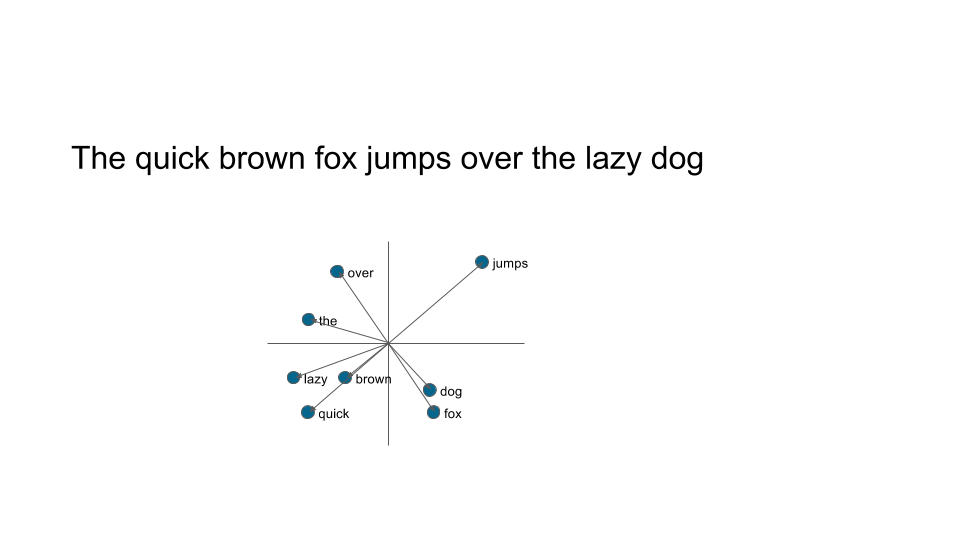 The quick brown fox jumps over the lazy dog
jumps
over
the
lazy
brown
dog
quick
fox